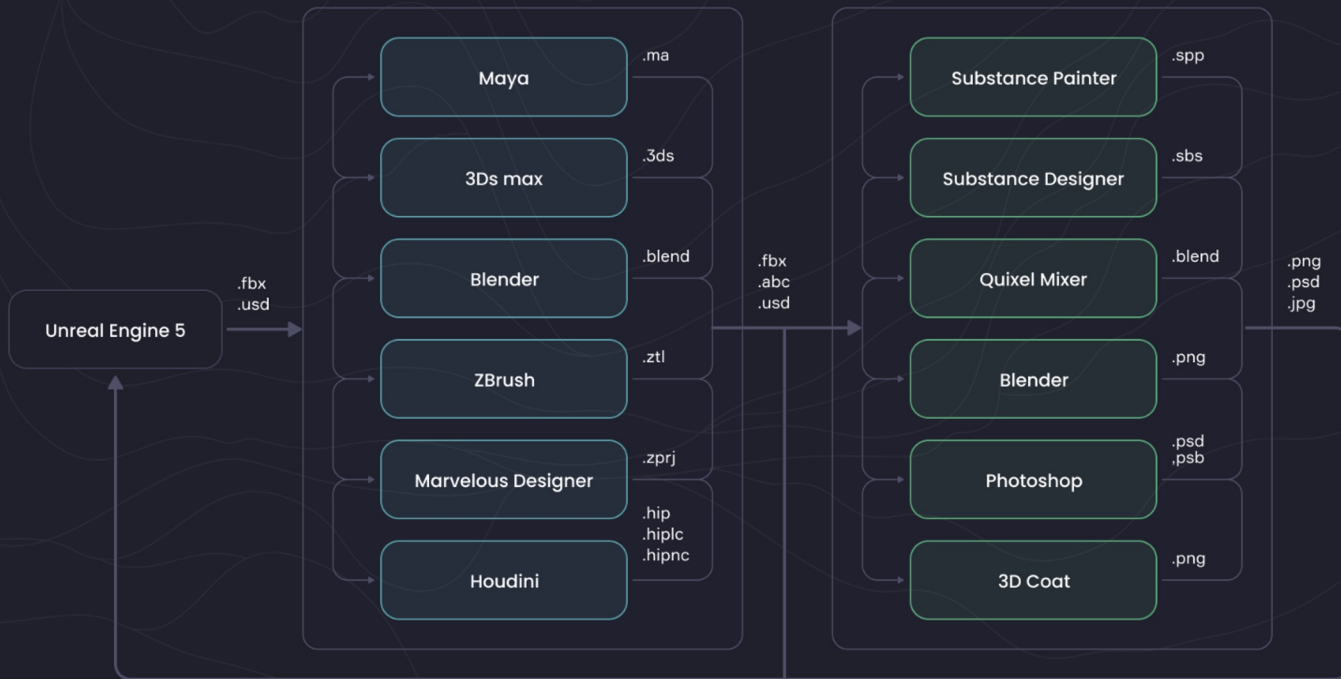 Unreal Engine 5
.fbx
.usd
Maya
.ma
3Ds max
.3ds
Blender
.blend
ZBrush
.ztl
Marvelous Designer
.zprj
Houdini
.hip
.hiplc
.hipnc
.fbx
.abc
.usd
Substance Painter
.spp
Substance Designer
.sbs
Quixel Mixer
.blend
Blender
.png
Photoshop
.psd
,psb
3D Coat
.png
.png
.psd
.jpg